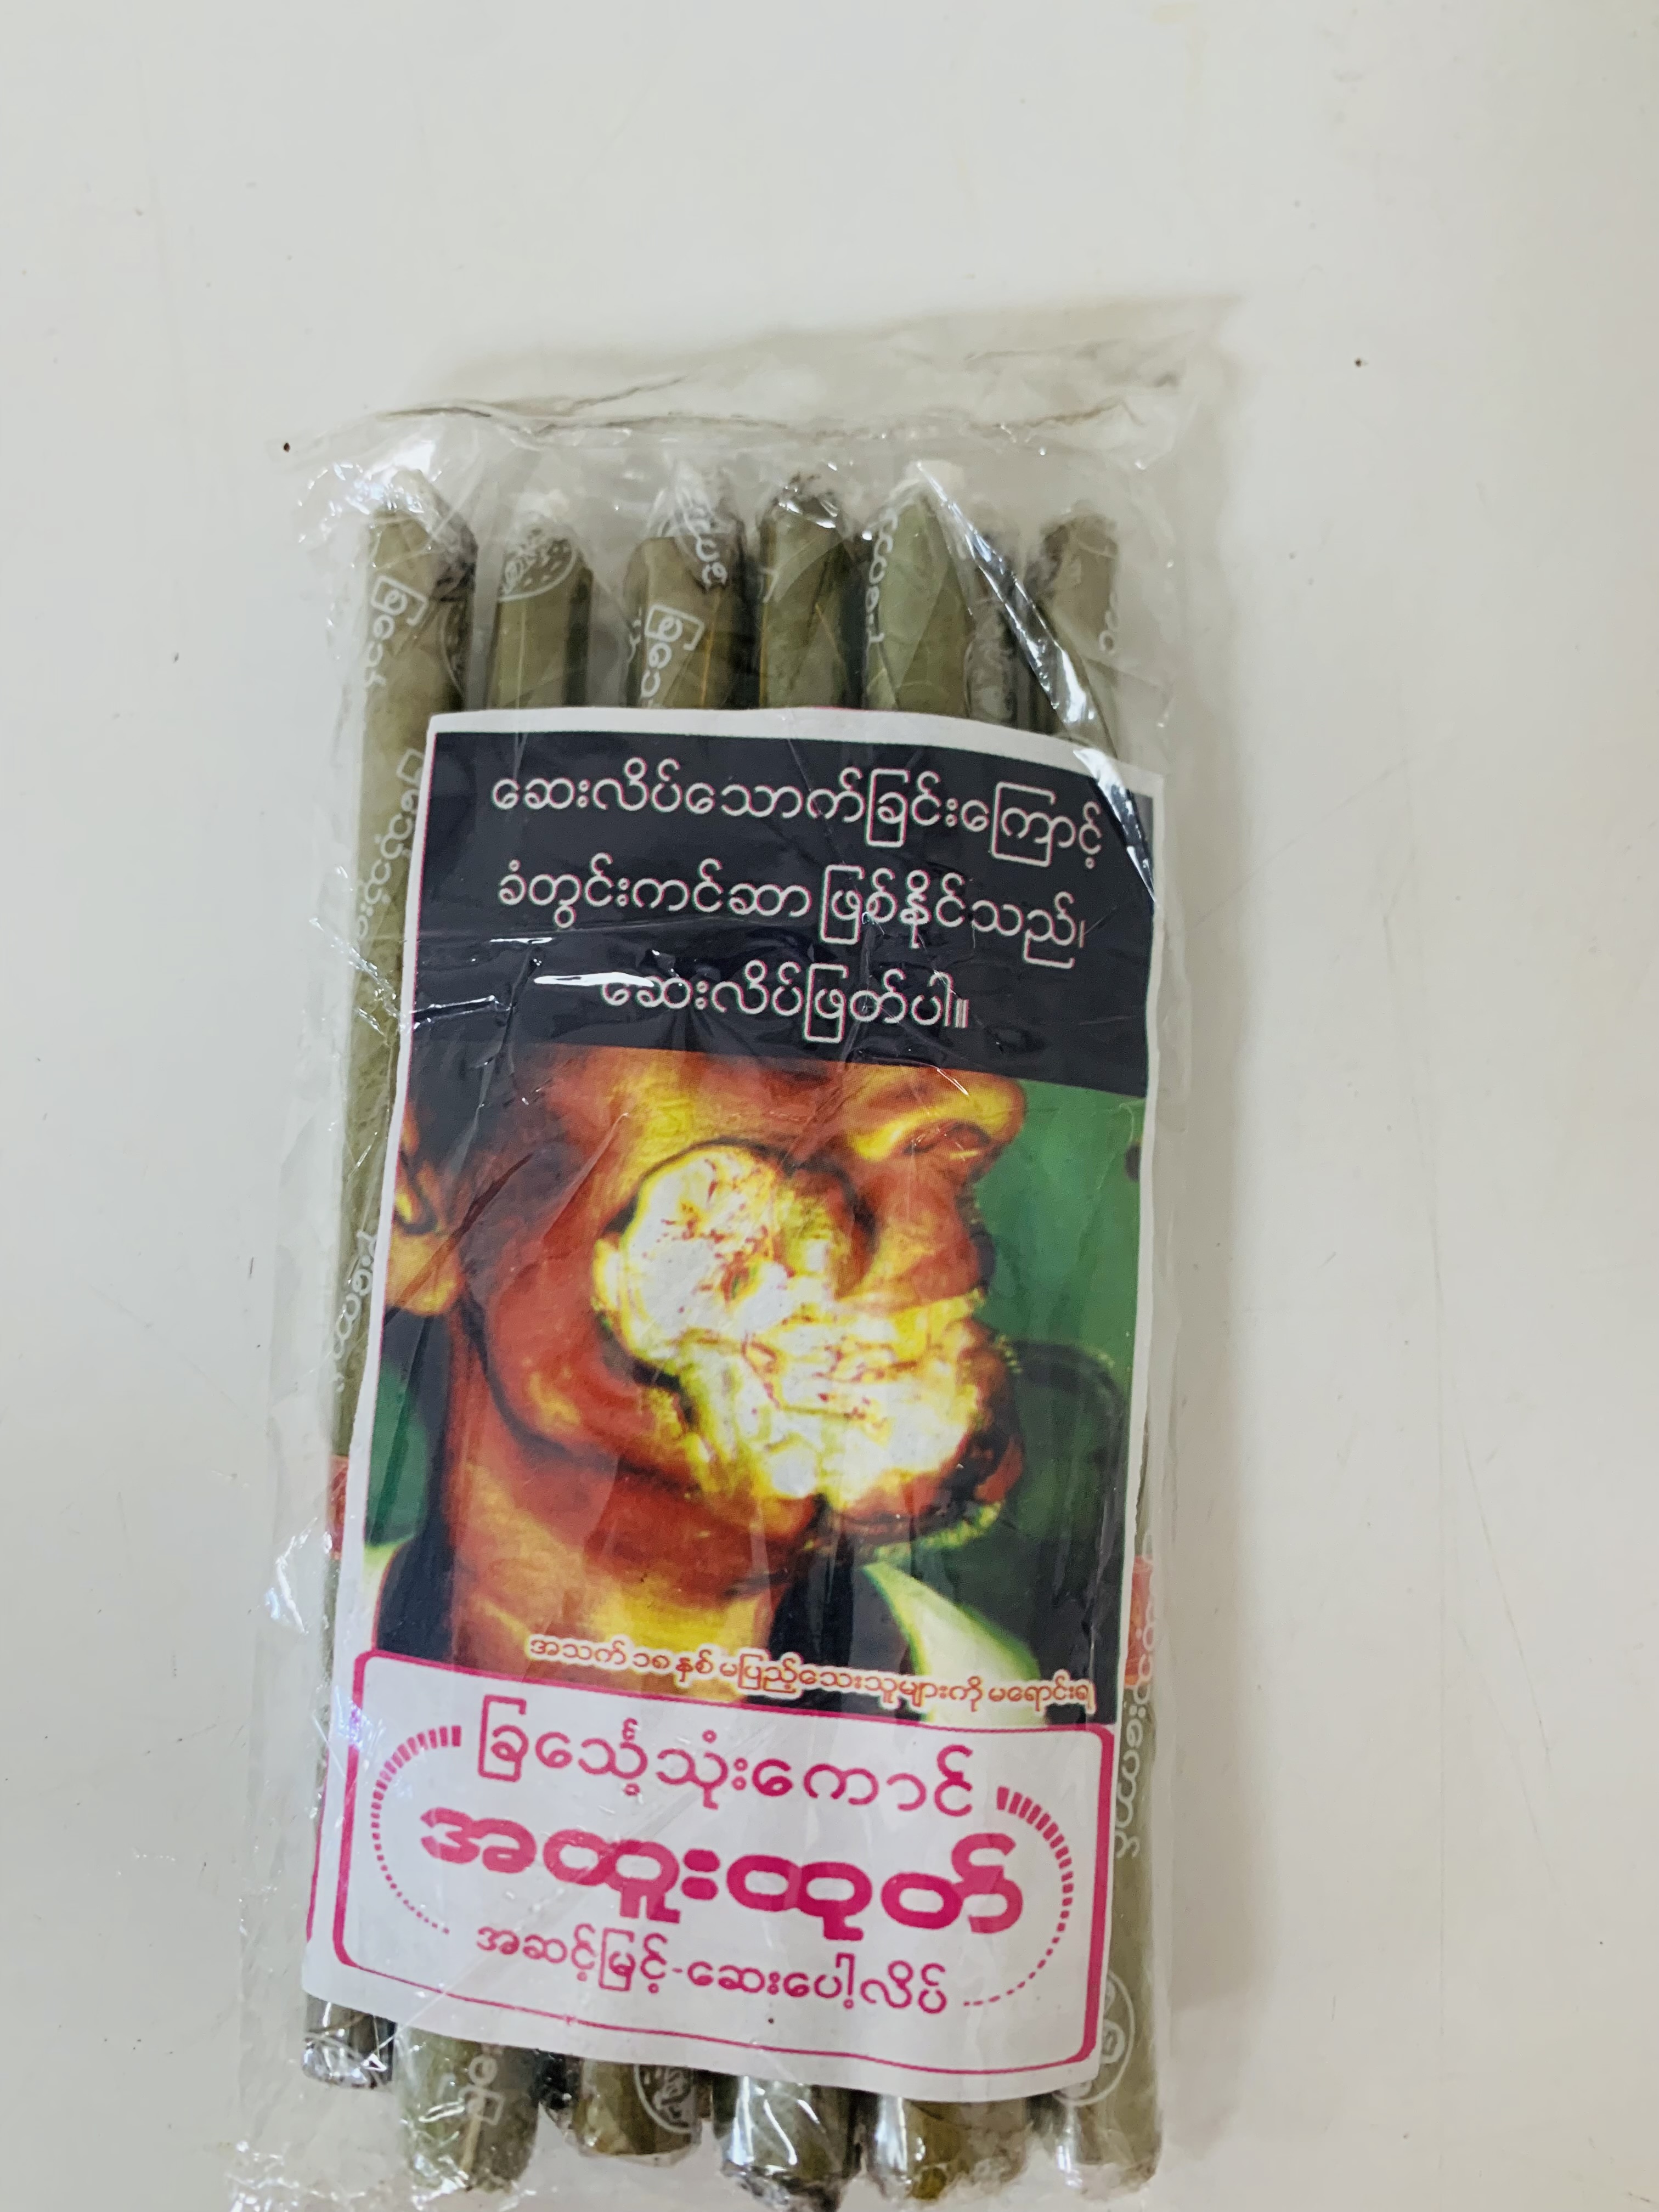 ဆေးလိပ်သောက်ခြင်းကြောင့်
ခံတွင်းကင်ဆာ ဖြစ်နိုင်သည်၊
ဆေးလိပ်ဖြတ်ပါ။
အသက် ၁၈ နှစ် မပြည့်သေးသူများကို မရောင်းရ
ခြင်္သေ့သုံးကောင်
အထူးထုတ်
အဆင့်မြင့်-ဆေးပေါ့လိပ်